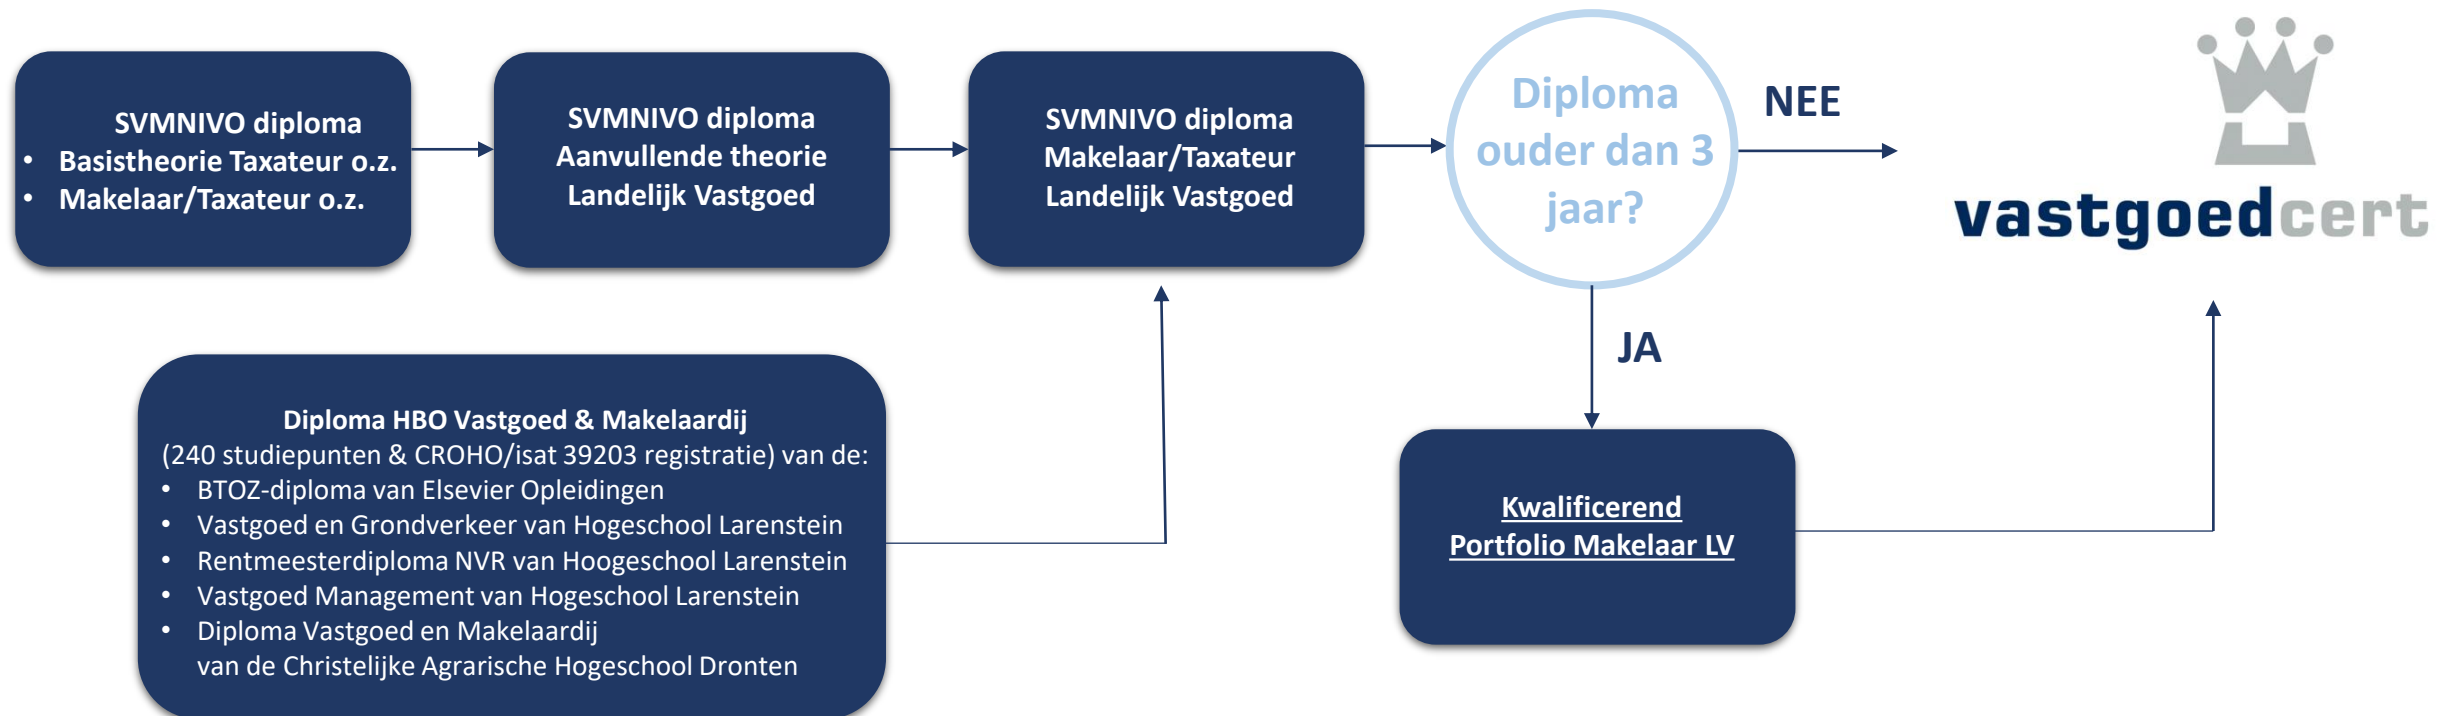 SVMNIVO diploma
• Basistheorie Taxateur o.z.
• Makelaar/Taxateur o.z.
SVMNIVO diploma
Aanvullende theorie
Landelijk Vastgoed
SVMNIVO diploma
Makelaar/Taxateur
Landelijk Vastgoed
Diploma
ouder dan 3
jaar?
NEE
vastgoedcert
JA
Diploma HBO Vastgoed & Makelaardij
(240 studiepunten & CROHO/isat 39203 registratie) van de:
• BTOZ-diploma van Elsevier Opleidingen
• Vastgoed en Grondverkeer van Hogeschool Larenstein
• Rentmeesterdiploma NVR van Hoogeschool Larenstein
• Vastgoed Management van Hogeschool Larenstein
• Diploma Vastgoed en Makelaardij
van de Christelijke Agrarische Hogeschool Dronten
Kwalificerend
Portfolio Makelaar LV